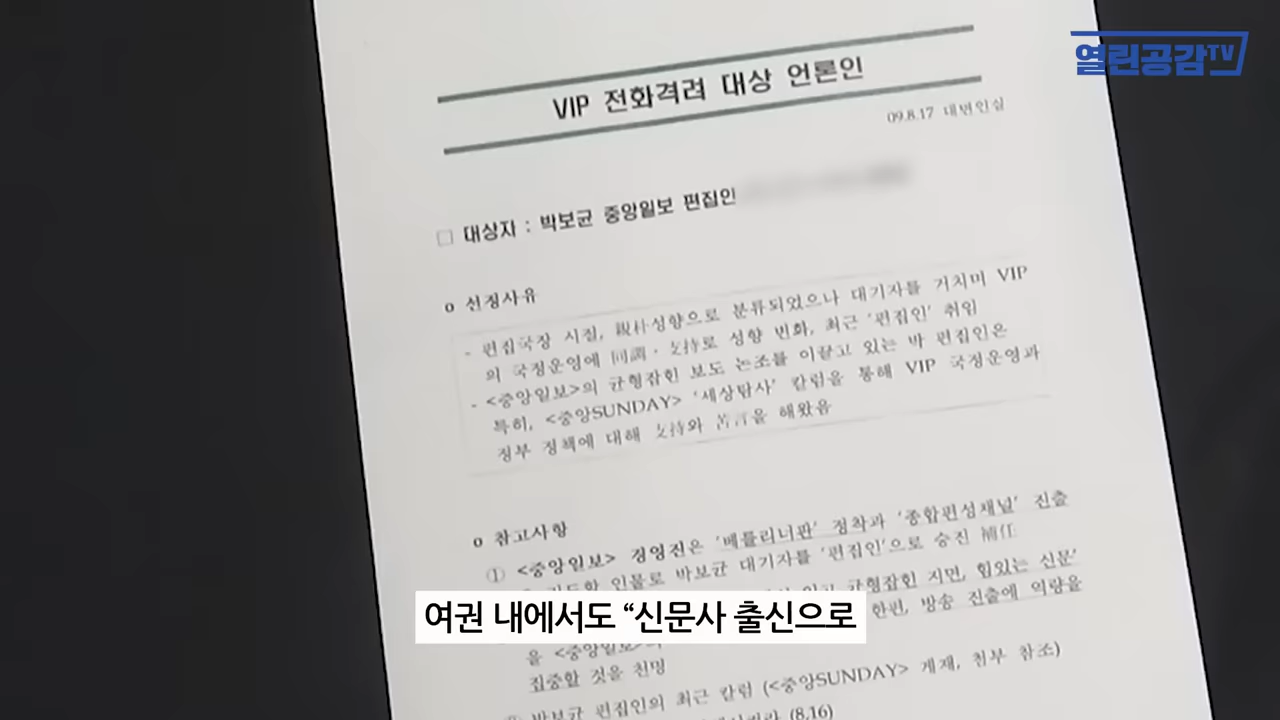 열린공감TV
VIP 전화격려 대상 언론인
09.8.17 대변인실
□ 대상자 : 박보균 중앙일보 편집인
o 선정사유
- 편집국장 시절, 親朴성향으로 분류되었으나 대기자를 거치며 VIP
의 국정운영에 同調·支持로 성향 변화, 최근 '편집인' 취임
- <중앙일보>의 균형잡힌 보도 논조를 이끌고 있는 박 편집인은
특히, <중앙SUNDAY> '세상탐사' 칼럼을 통해 VIP 국정운영과
정부 정책에 대해 支持와 苦言을 해왔음
o 참고사항
① <중앙일보> 경영진은 '베를리너판' 정착과 '종합편성채널' 진출
인물로 박보균 대기자를 '편집인'으로 승진 補任
있고 균형잡힌 지면, 힘있는 신문'
을 <중앙일보>의 한편, 방송 진출에 역량을
집중할 것을 천명
박보균 편집인의 최근 칼럼 (<중앙SUNDAY> 게재, 첨부 참조)
(8.16)
여권 내에서도 “신문사 출신으로